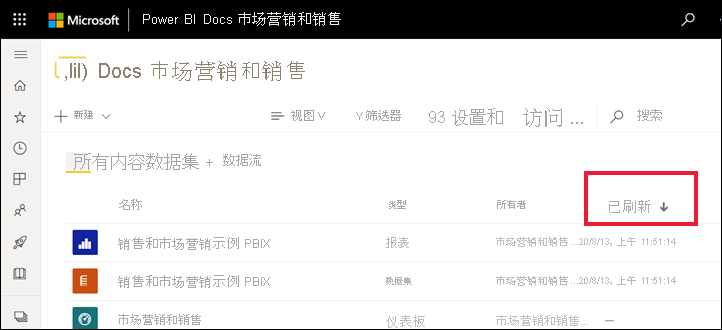 Microsoft Power BI Docs 市场营销和销售
,lil) Docs 市场营销和销售
+ 新建 视图 V Y筛选器 93 设置和 访问 ... 搜索
所有内容数据集 + 数据流
名称 类型 所有者 已刷新
销售和市场营销示例 PBIX 报表 市场营销和销售...20/8/13，上午 11:51:14
销售和市场营销示例 PBIX 数据集 市场营销和销售...20/8/13，上午 11:51:14
市场营销和销售 仪表板 市场营销和销售... —